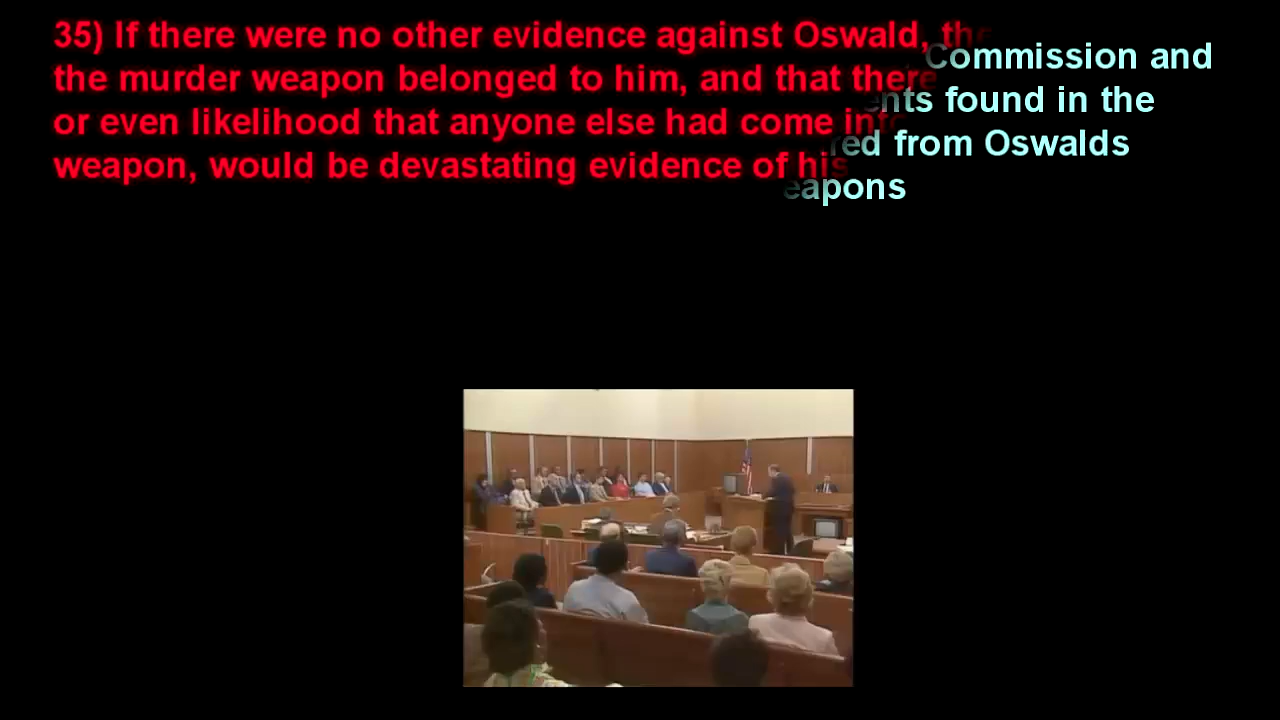 35) If there were no other evidence against Oswald, the
the murder weapon belonged to him, and that there
or even likelihood that anyone else had come into
weapon, would be devastating evidence of his
Commission and
found in the
from Oswalds